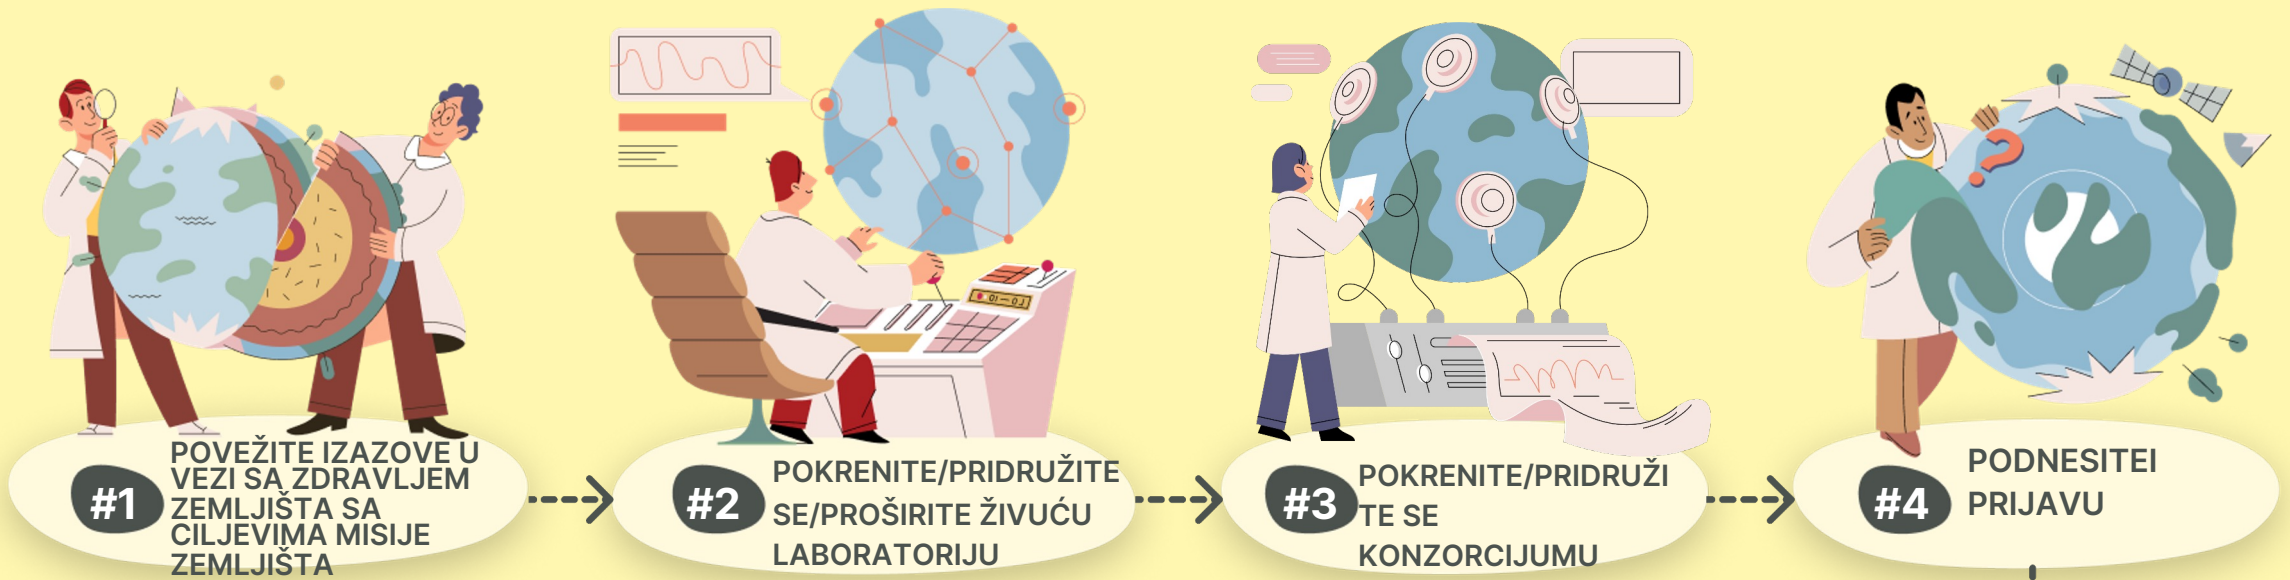 #1
POVEŽITE IZAZOVE U
VEZI SA ZDRAVLJEM
ZEMLJIŠTA SA
CILJEVIMA MISIJE
ZEMLJIŠTA
#2
POKRENITE/PRIDRUŽITE
SE/PROŠIRITE ŽIVUĆU
LABORATORIJU
#3
POKRENITE/PRIDRUŽI
TE SE
KONZORCIJUMU
#4
PODNESITEI
PRIJAVU